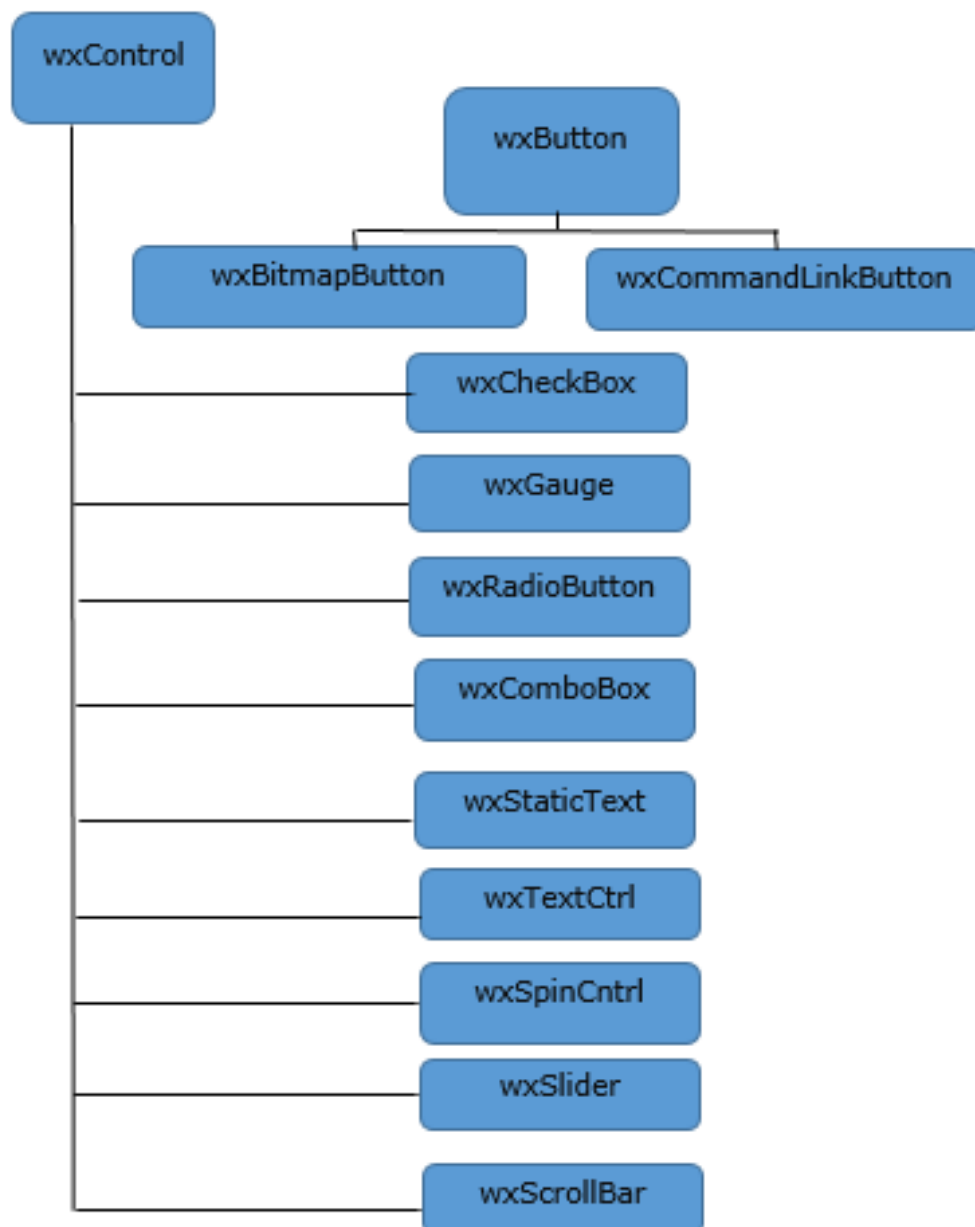 wxControl
wxButton
wxBitmapButton
wxCommandLinkButton
wxCheckBox
wxGauge
wxRadioButton
wxComboBox
wxStaticText
wxTextCtrl
wxSpinCntrl
wxSlider
wxScrollBar